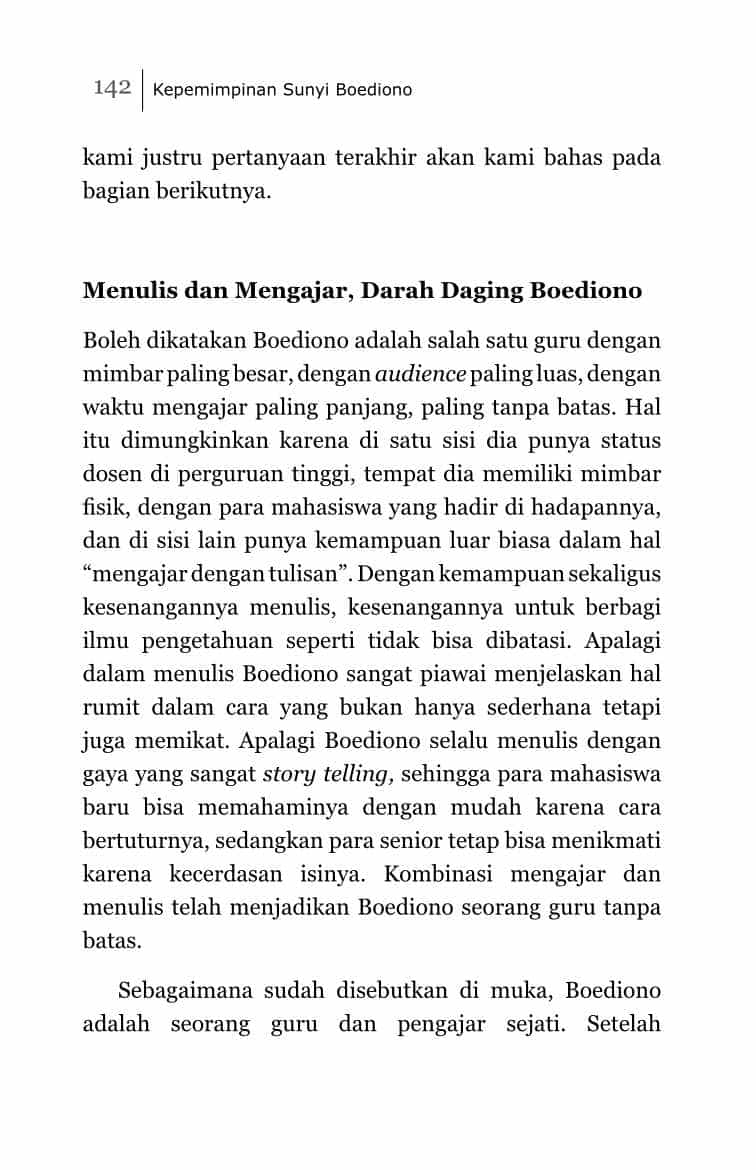 142 Kepemimpinan Sunyi Boediono
kami justru pertanyaan terakhir akan kami bahas pada
bagian berikutnya.
Menulis dan Mengajar, Darah Daging Boediono
Boleh dikatakan Boediono adalah salah satu guru dengan
mimbar paling besar, dengan audience paling luas, dengan
waktu mengajar paling panjang, paling tanpa batas. Hal
itu dimungkinkan karena di satu sisi dia punya status
dosen di perguruan tinggi, tempat dia memiliki mimbar
fisik, dengan para mahasiswa yang hadir di hadapannya,
dan di sisi lain punya kemampuan luar biasa dalam hal
“mengajar dengan tulisan”. Dengan kemampuan sekaligus
kesenangannya menulis, kesenangannya untuk berbagi
ilmu pengetahuan seperti tidak bisa dibatasi. Apalagi
dalam menulis Boediono sangat piawai menjelaskan hal
rumit dalam cara yang bukan hanya sederhana tetapi
juga memikat. Apalagi Boediono selalu menulis dengan
gaya yang sangat story telling, sehingga para mahasiswa
baru bisa memahaminya dengan mudah karena cara
bertuturnya, sedangkan para senior tetap bisa menikmati
karena kecerdasan isinya. Kombinasi mengajar dan
menulis telah menjadikan Boediono seorang guru tanpa
batas.
Sebagaimana sudah disebutkan di muka, Boediono
adalah seorang guru dan pengajar sejati. Setelah